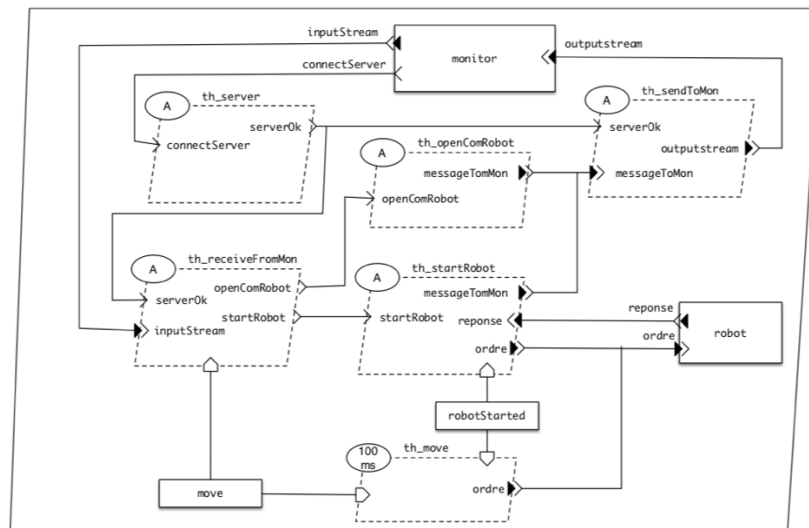 inputStream
outputstream
monitor
connectServer
A
th_server
A
th_sendToMon
serverOk
serverOk
connectServer
A
th_openComRobot
outputstream
messageTomMon
messageToMon
openComRobot
A
th_receiveFromMon
A
th_startRobot
openComRobot
messageTomMon
serverOk
reponse
startRobot
startRobot
reponse
inputStream
ordre
robot
ordre
robotStarted
100
ms
th_move
move
ordre